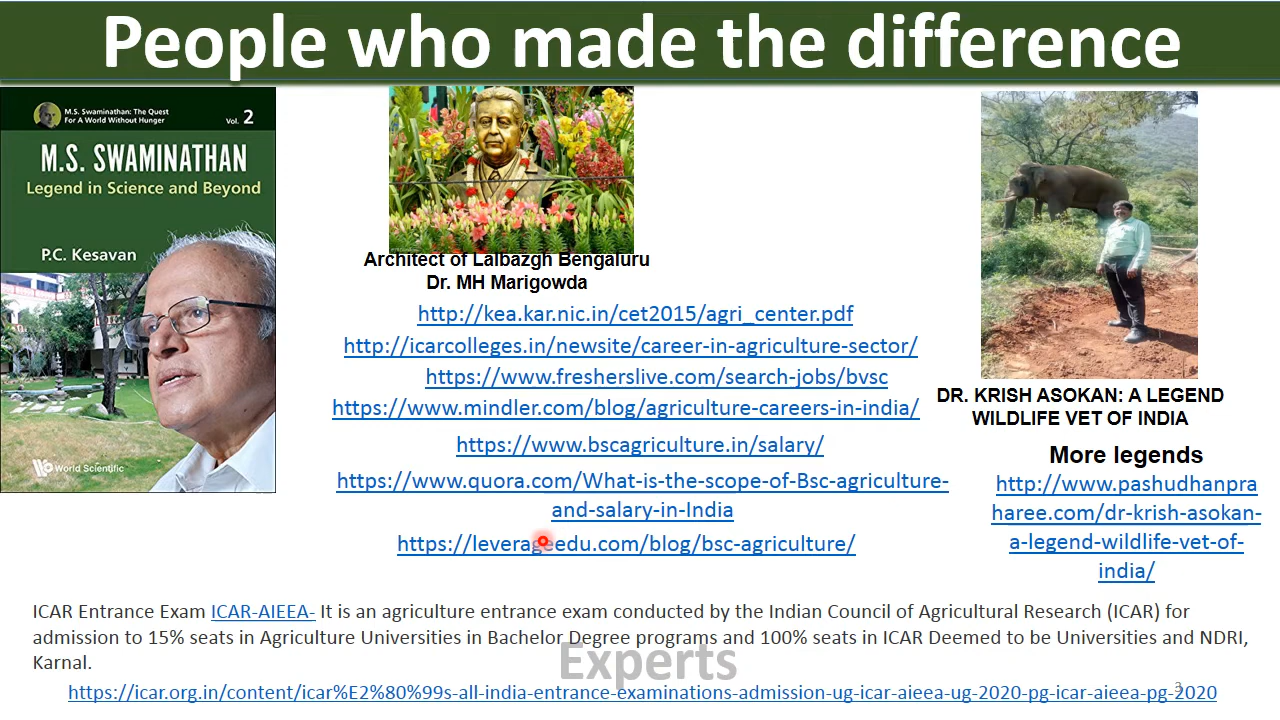 People who made the difference
M.S. Swaminathan: The Quest
For A World Without Hunger
Vol. 2
M.S. SWAMINATHAN
Legend in Science and Beyond
P.C. Kesavan
World Scientific
Architect of Lalbazgh Bengaluru
Dr. MH Marigowda
http://kea.kar.nic.in/cet2015/agri_center.pdf
http://icarcolleges.in/newsite/career-in-agriculture-sector/
https://www.fresherslive.com/search-jobs/bvsc
https://www.mindler.com/blog/agriculture-careers-in-india/
https://www.bscagriculture.in/salary/
https://www.quora.com/What-is-the-scope-of-Bsc-agriculture-
and-salary-in-India
https://leverageedu.com/blog/bsc-agriculture/
DR. KRISH ASOKAN: A LEGEND
WILDLIFE VET OF INDIA
More legends
http://www.pashudhanpra
haree.com/dr-krish-asokan-
a-legend-wildlife-vet-of-
india/
ICAR Entrance Exam ICAR-AIEEA- It is an agriculture entrance exam conducted by the Indian Council of Agricultural Research (ICAR) for
admission to 15% seats in Agriculture Universities in Bachelor Degree programs and 100% seats in ICAR Deemed to be Universities and NDRI,
Karnal.
Experts
https://icar.org.in/content/icar%E2%80%99s-all-india-entrance-examinations-admission-ug-icar-aieea-ug-2020-pg-icar-aieea-pg-2020
3